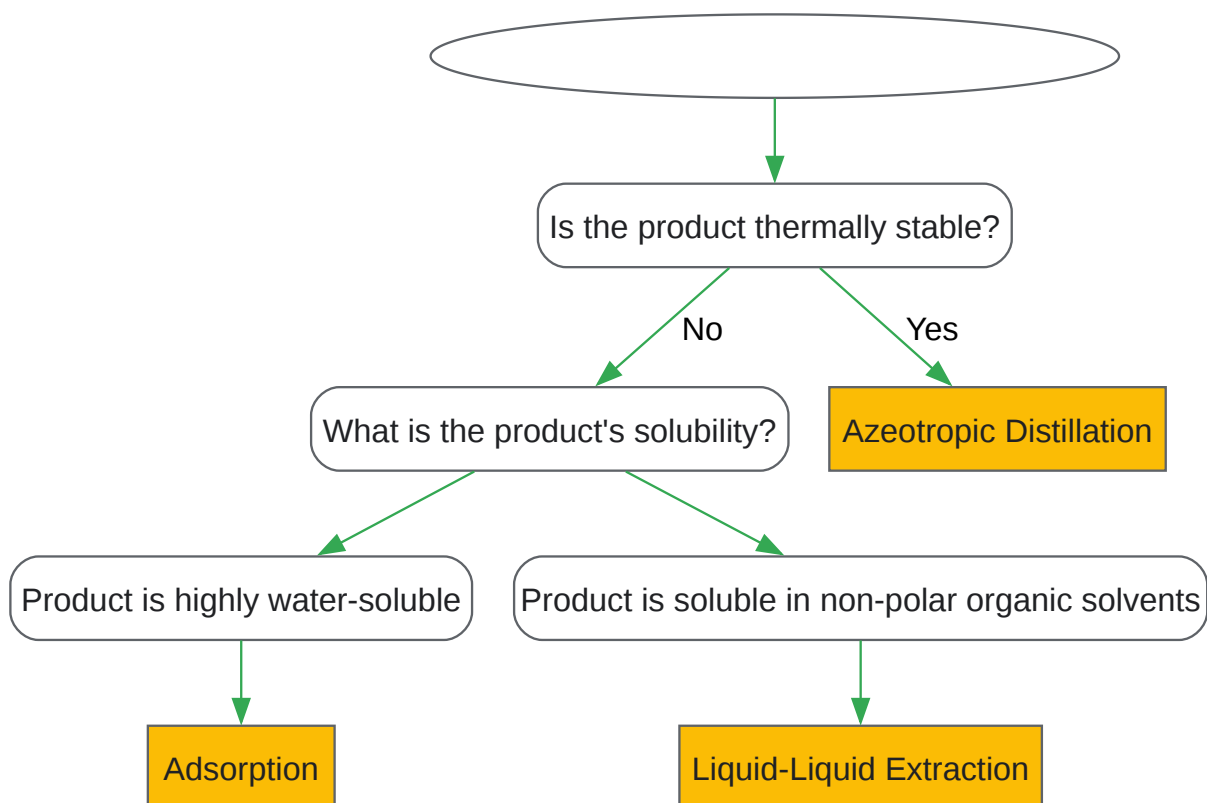 Is the product thermally stable?
No
Yes
What is the product's solubility?
Azeotropic Distillation
Product is highly water-soluble
Product is soluble in non-polar organic solvents
Adsorption
Liquid-Liquid Extraction